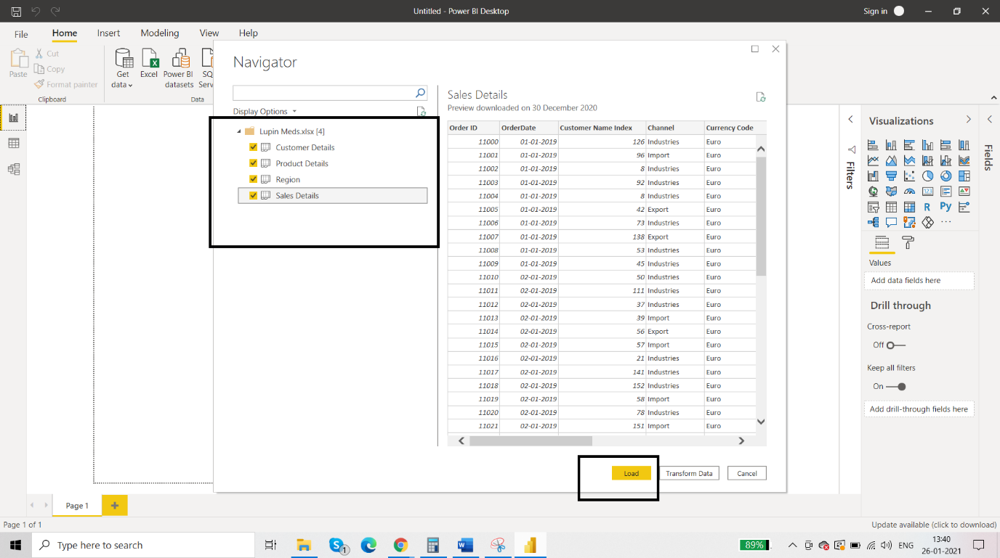 Untitled - Power BI Desktop
Sign in
File Home Insert Modeling View Help
Paste
Cut
Copy
Format painter
Clipboard
Get data
Excel
Power BI datasets
SQ
Serv
Data
Navigator
Display Options
Lupin Meds.xlsx [4]
Customer Details
Product Details
Region
Sales Details
Sales Details
Preview downloaded on 30 December 2020
Order ID OrderDate Customer Name Index Channel Currency Code
11000 01-01-2019 126 Industries Euro
11001 01-01-2019 96 Import Euro
11002 01-01-2019 8 Industries Euro
11003 01-01-2019 92 Industries Euro
11004 01-01-2019 8 Industries Euro
11005 01-01-2019 42 Export Euro
11006 01-01-2019 73 Industries Euro
11007 01-01-2019 138 Export Euro
11008 01-01-2019 53 Industries Euro
11009 01-01-2019 45 Industries Euro
11010 02-01-2019 50 Industries Euro
11011 02-01-2019 111 Industries Euro
11012 02-01-2019 37 Industries Euro
11013 02-01-2019 39 Import Euro
11014 02-01-2019 56 Export Euro
11015 02-01-2019 57 Import Euro
11016 02-01-2019 21 Industries Euro
11017 02-01-2019 141 Industries Euro
11018 02-01-2019 152 Industries Euro
11019 02-01-2019 58 Import Euro
11020 02-01-2019 78 Industries Euro
11021 02-01-2019 151 Import Euro
Load Transform Data Cancel
Filters
Visualizations
123
R Py
Values
Add data fields here
Drill through
Cross-report
Off
Keep all filters
On
Add drill-through fields here
Fields
Page 1
+
Page 1 of 1
Update available (click to download)
Type here to search
1
89%
ENG
13:40
26-01-2021